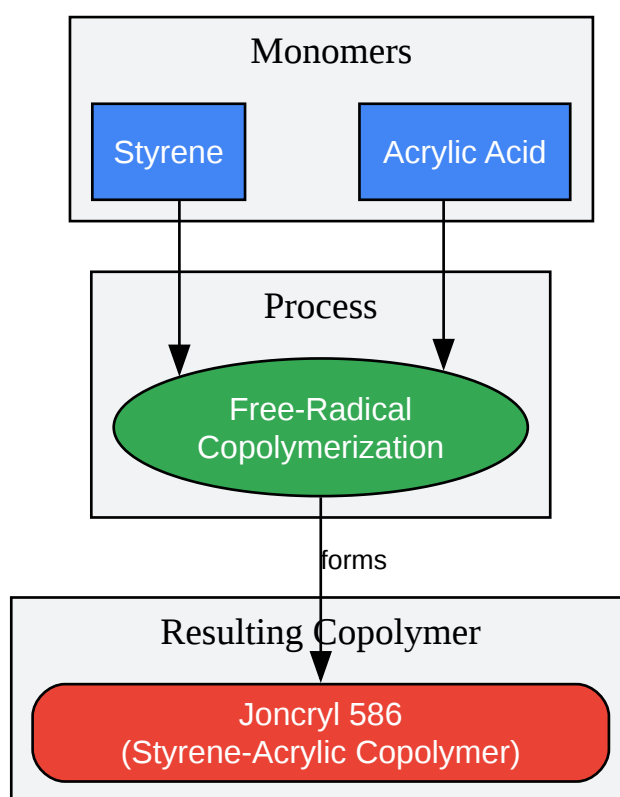 Monomers
Styrene
Acrylic Acid
Process
Free-Radical
Copolymerization
forms
Resulting Copolymer
Joncryl 586
(Styrene-Acrylic Copolymer)